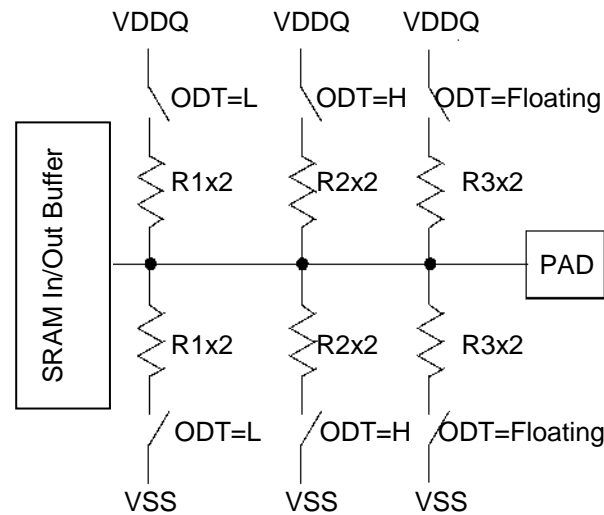 VDDQ VDDQ VDDQ
ODT=L ODT=H ODT=Floating
R1x2 R2x2 R3x2
SRAM In/Out Buffer
PAD
R1x2 R2x2 R3x2
ODT=L ODT=H ODT=Floating
VSS VSS VSS